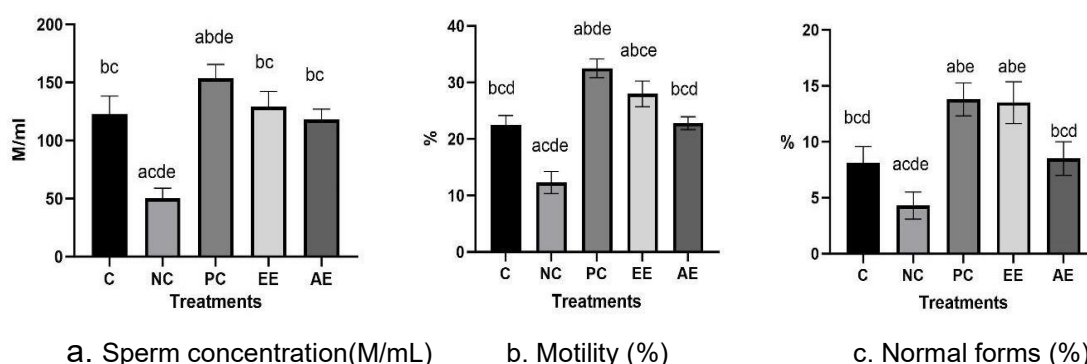 200
150
100
50
0
M/ml
bc
acde
abde
bc
bc
C NC PC EE AE
Treatments
40
30
20
10
0
%
bcd
acde
abde
abce
bcd
C NC PC EE AE
Treatments
20
15
10
5
0
%
bcd
acde
abe
abe
bcd
C NC PC EE AE
Treatments
a. Sperm concentration(M/mL) b. Motility (%) c. Normal forms (%)